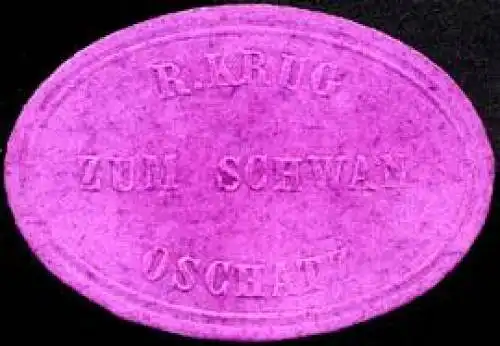 R. KRUG
ZUM SCHWAN
OSCHATZ